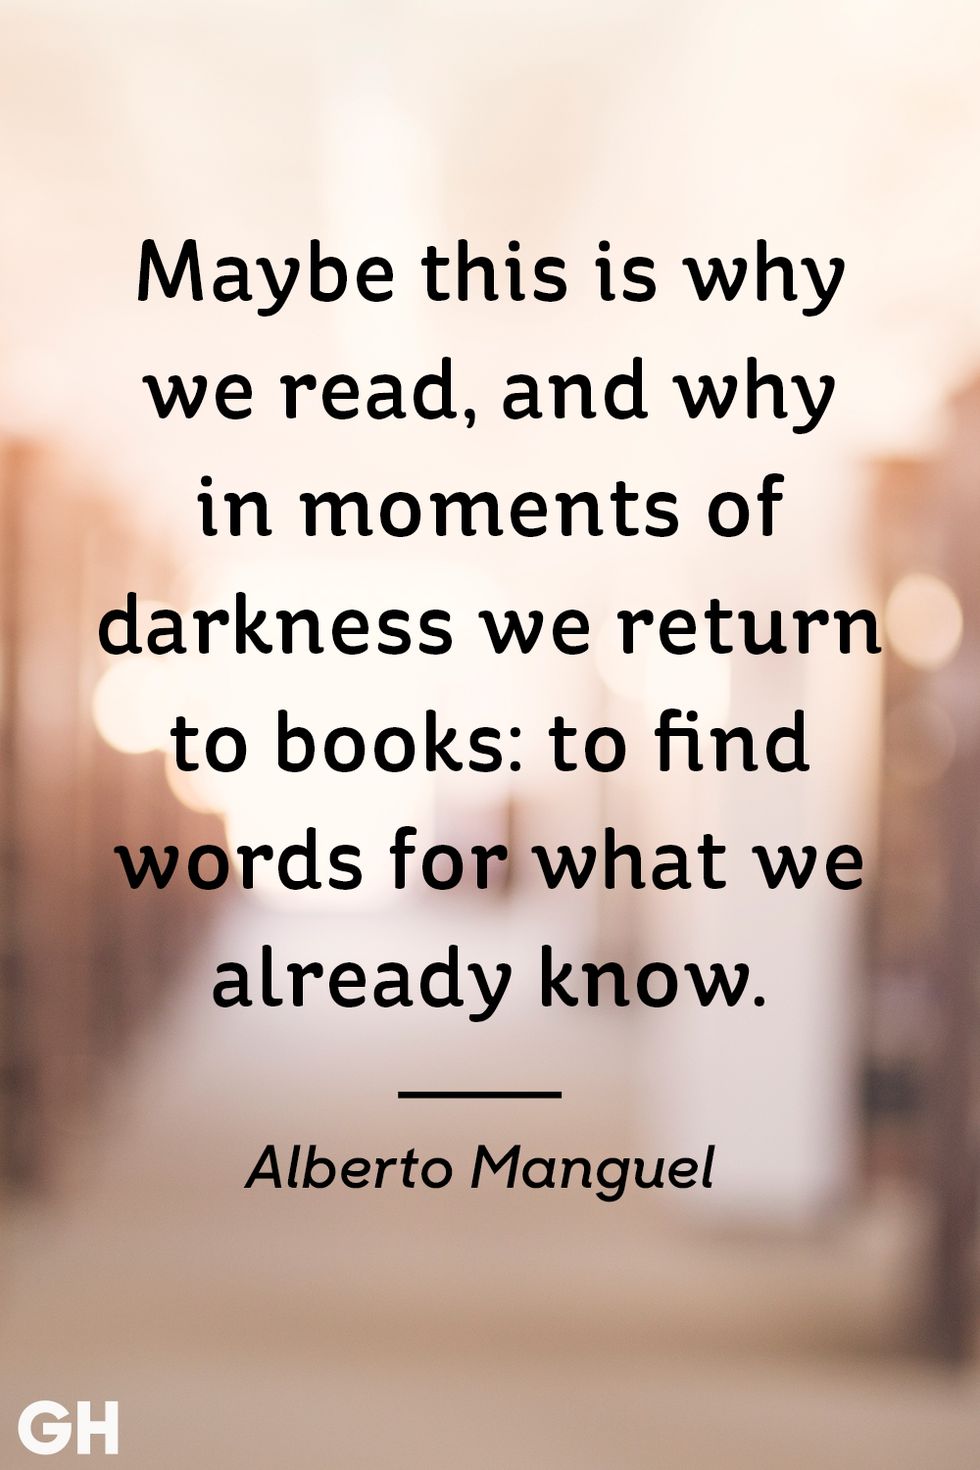 Maybe this is why
we read, and why
in moments of
darkness we return
to books: to find
words for what we
already know.
Alberto Manguel
GH